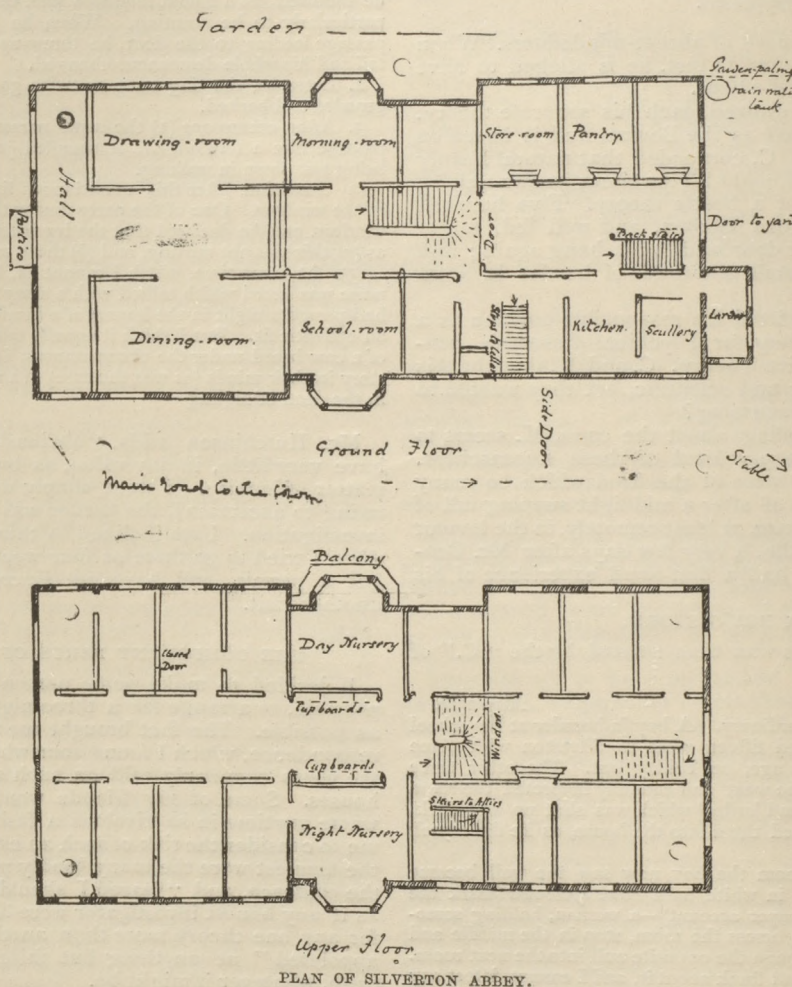 Garden
Garden-paling
rain water
tank
Drawing-room
Morning-room
Store-room
Pantry
Hall
Portico
Door
Back stairs
Door to yard
Dining-room.
School-room
Steps to Cellar
Kitchen.
Scullery
Larder
Side Door
Ground Floor
Stable
Main road to the town
Balcony
Day Nursery
Closed
Door
Cupboards
Window.
Cupboards
Stairs to Attics
Night Nursery
Upper Floor.
PLAN OF SILVERTON ABBEY.